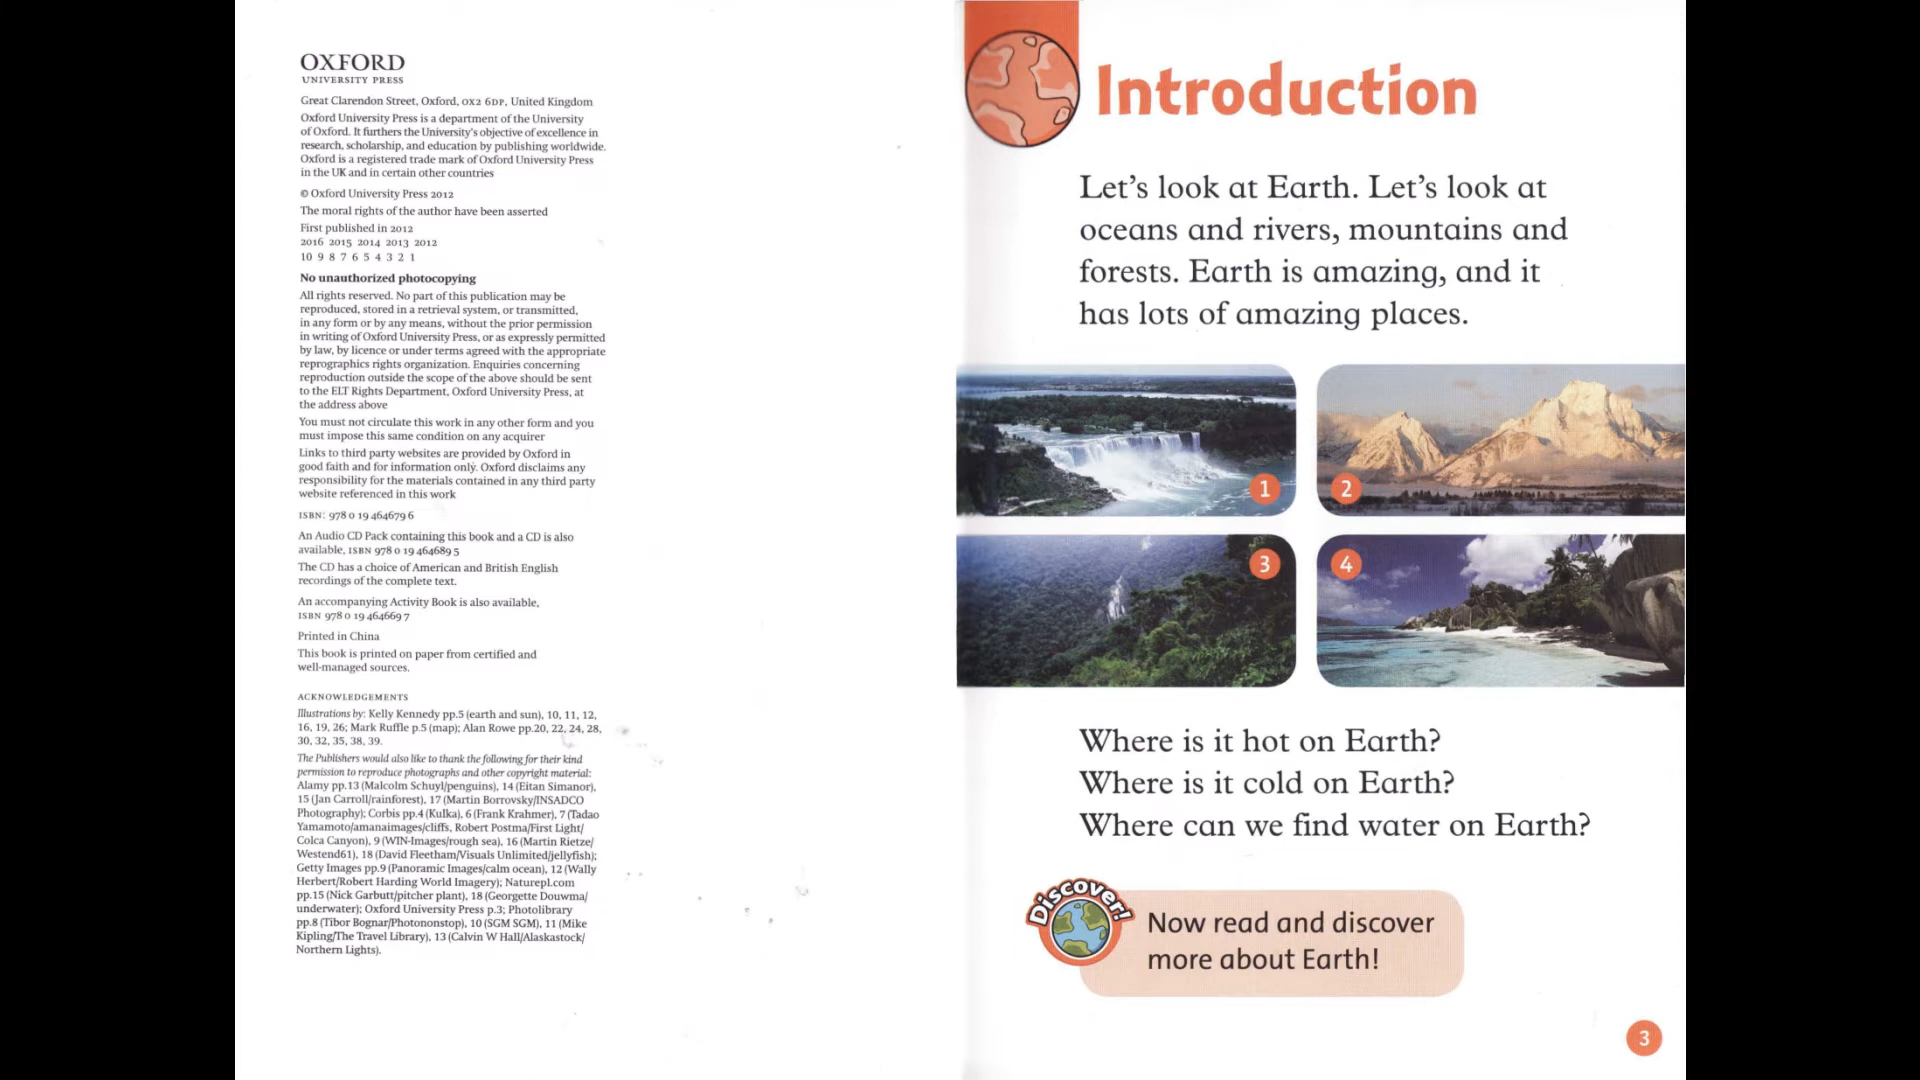 OXFORD
UNIVERSITY PRESS
Great Clarendon Street, Oxford, OX2 6DP, United Kingdom
Oxford University Press is a department of the University
of Oxford. It furthers the University's objective of excellence in
research, scholarship, and education by publishing worldwide.
Oxford is a registered trade mark of Oxford University Press
in the UK and in certain other countries
© Oxford University Press 2012
The moral rights of the author have been asserted
First published in 2012
2016 2015 2014 2013 2012
10 9 8 7 6 5 4 3 2 1
No unauthorized photocopying
All rights reserved. No part of this publication may be
reproduced, stored in a retrieval system, or transmitted,
in any form or by any means, without the prior permission
in writing of Oxford University Press, or as expressly permitted
by law, by licence or under terms agreed with the appropriate
reprographics rights organization. Enquiries concerning
reproduction outside the scope of the above should be sent
to the ELT Rights Department, Oxford University Press, at
the address above
You must not circulate this work in any other form and you
must impose this same condition on any acquirer
Links to third party websites are provided by Oxford in
good faith and for information only. Oxford disclaims any
responsibility for the materials contained in any third party
website referenced in this work
ISBN: 978 0 19 464679 6
An Audio CD Pack containing this book and a CD is also
available, ISBN 978 0 19 464689 5
The CD has a choice of American and British English
recordings of the complete text.
An accompanying Activity Book is also available,
ISBN 978 0 19 464669 7
Printed in China
This book is printed on paper from certified and
well-managed sources.
ACKNOWLEDGEMENTS
Illustrations by: Kelly Kennedy pp.5 (earth and sun), 10, 11, 12,
16, 19, 26; Mark Ruffle p.5 (map); Alan Rowe pp.20, 22, 24, 28,
30, 32, 35, 38, 39.
The Publishers would also like to thank the following for their kind
permission to reproduce photographs and other copyright material:
Alamy pp.13 (Malcolm Schuyl/penguins), 14 (Eitan Simanor),
15 (Jan Carroll/rainforest), 17 (Martin Borrovsky/INSADCO
Photography); Corbis pp.4 (Kulka), 6 (Frank Krahmer), 7 (Tadao
Yamamoto/amanaimages/cliffs, Robert Postma/First Light/
Colca Canyon), 9 (WIN-Images/rough sea), 16 (Martin Rietze/
Westend61), 18 (David Fleetham/Visuals Unlimited/jellyfish);
Getty Images pp.9 (Panoramic Images/calm ocean), 12 (Wally
Herbert/Robert Harding World Imagery); Naturepl.com
pp.15 (Nick Garbutt/pitcher plant), 18 (Georgette Douwma/
underwater); Oxford University Press p.3; Photolibrary
pp.8 (Tibor Bognar/Photononstop), 10 (SGM SGM), 11 (Mike
Kipling/The Travel Library), 13 (Calvin W Hall/Alaskastock/
Northern Lights).
Introduction
Let's look at Earth. Let's look at
oceans and rivers, mountains and
forests. Earth is amazing, and it
has lots of amazing places.
1
2
3
4
Where is it hot on Earth?
Where is it cold on Earth?
Where can we find water on Earth?
Discover!
Now read and discover
more about Earth!
3